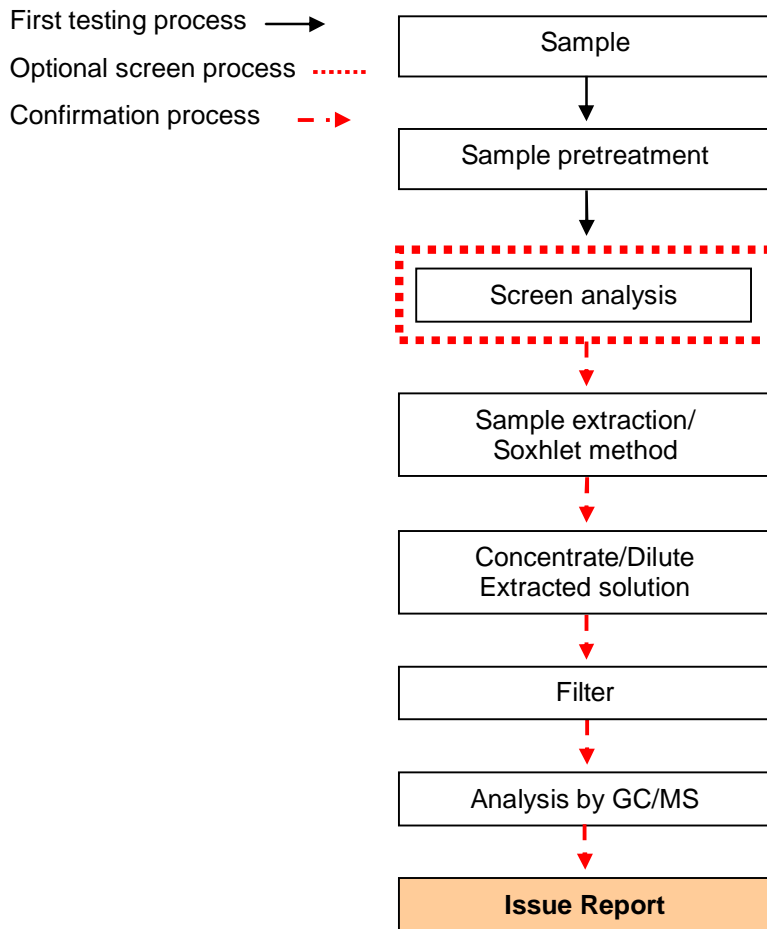 First testing process
Optional screen process
Confirmation process
Sample
Sample pretreatment
Screen analysis
Sample extraction/
Soxhlet method
Concentrate/Dilute
Extracted solution
Filter
Analysis by GC/MS
Issue Report